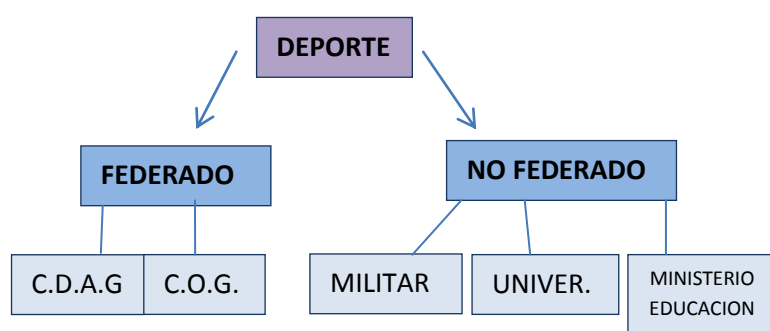 DEPORTE
FEDERADO
NO FEDERADO
C.D.A.G
C.O.G.
MILITAR
UNIVER.
MINISTERIO
EDUCACION